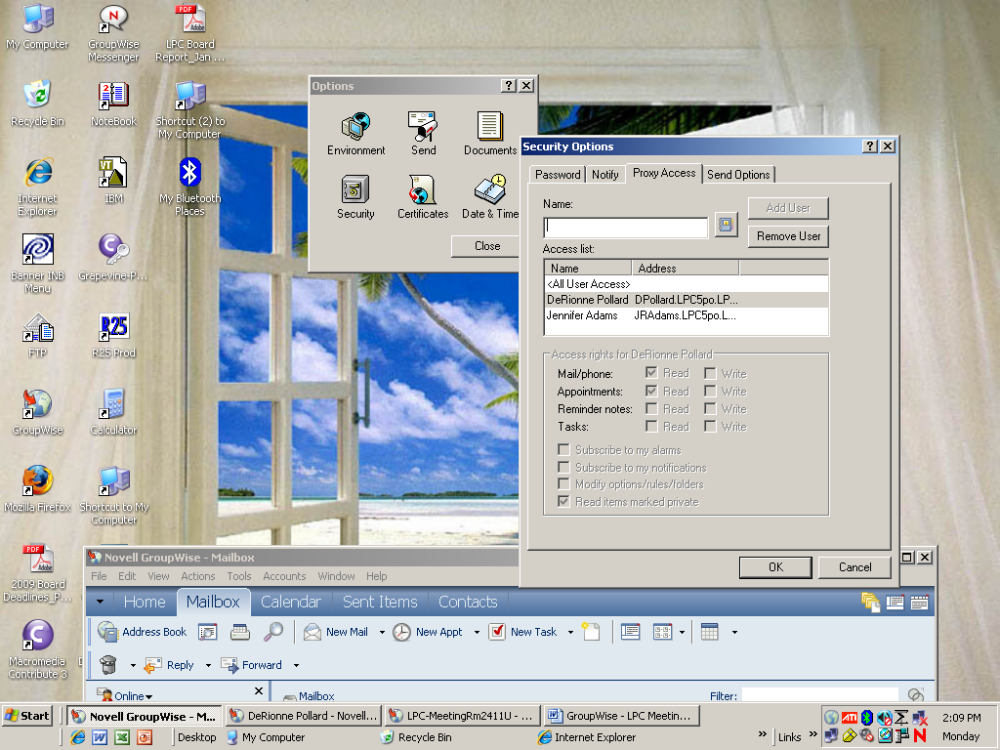 My Computer
GroupWise Messenger
LPC Board Report_Jan ...
Recycle Bin
NoteBook
Shortcut (2) to My Computer
Internet Explorer
IBM
My Bluetooth Places
Banner INB Menu
Grapevine-P...
FTP
R25 Prod
GroupWise
Calculator
Mozilla Firefox
Shortcut to My Computer
2009 Board Deadlines_P...
Macromedia Contribute 3
Options
Environment
Send
Documents
Security
Certificates
Date & Time
Close
Security Options
Password
Notify
Proxy Access
Send Options
Name:
Add User
Remove User
Access list:
Name Address
<All User Access>
DeRionne Pollard DPollard.LPC5po.LP...
Jennifer Adams JRAdams.LPC5po.L...
Access rights for DeRionne Pollard
Mail/phone: Read Write
Appointments: Read Write
Reminder notes: Read Write
Tasks: Read Write
Subscribe to my alarms
Subscribe to my notifications
Modify options/rules/folders
Read items marked private
OK Cancel
Novell GroupWise - Mailbox
File Edit View Actions Tools Accounts Window Help
Home Mailbox Calendar Sent Items Contacts
Address Book New Mail New Appt New Task
Reply Forward
Online Mailbox Filter:
Start Novell GroupWise - M... DeRionne Pollard - Novell... LPC-MeetingRm2411U - ... GroupWise - LPC Meetin... 2:09 PM
Desktop My Computer Recycle Bin Internet Explorer Links Monday